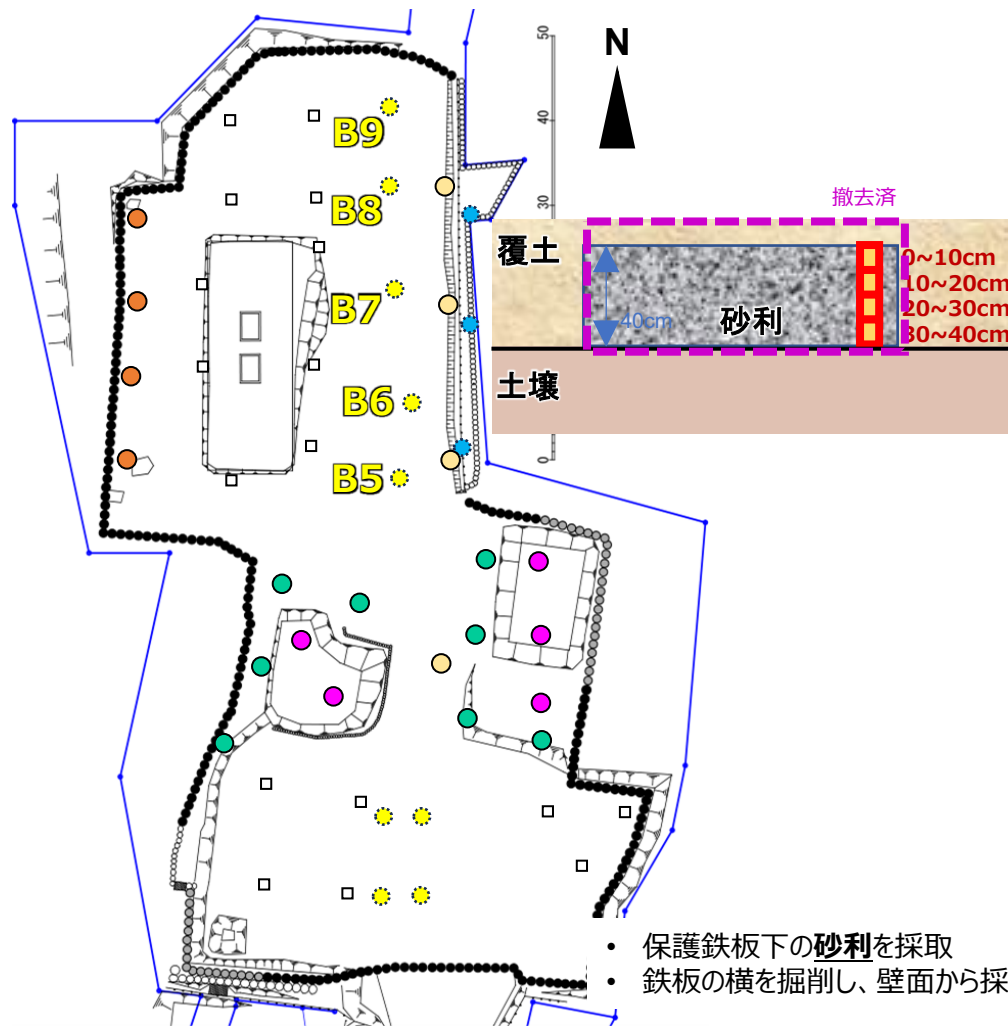 50
N
40
B9
30
B8
撤去済
覆土
0~10cm
10~20cm
20~30cm
30~40cm
40cm
砂利
B7
土壌
B6
0
B5
• 保護鉄板下の砂利を採取
• 鉄板の横を掘削し、壁面から採